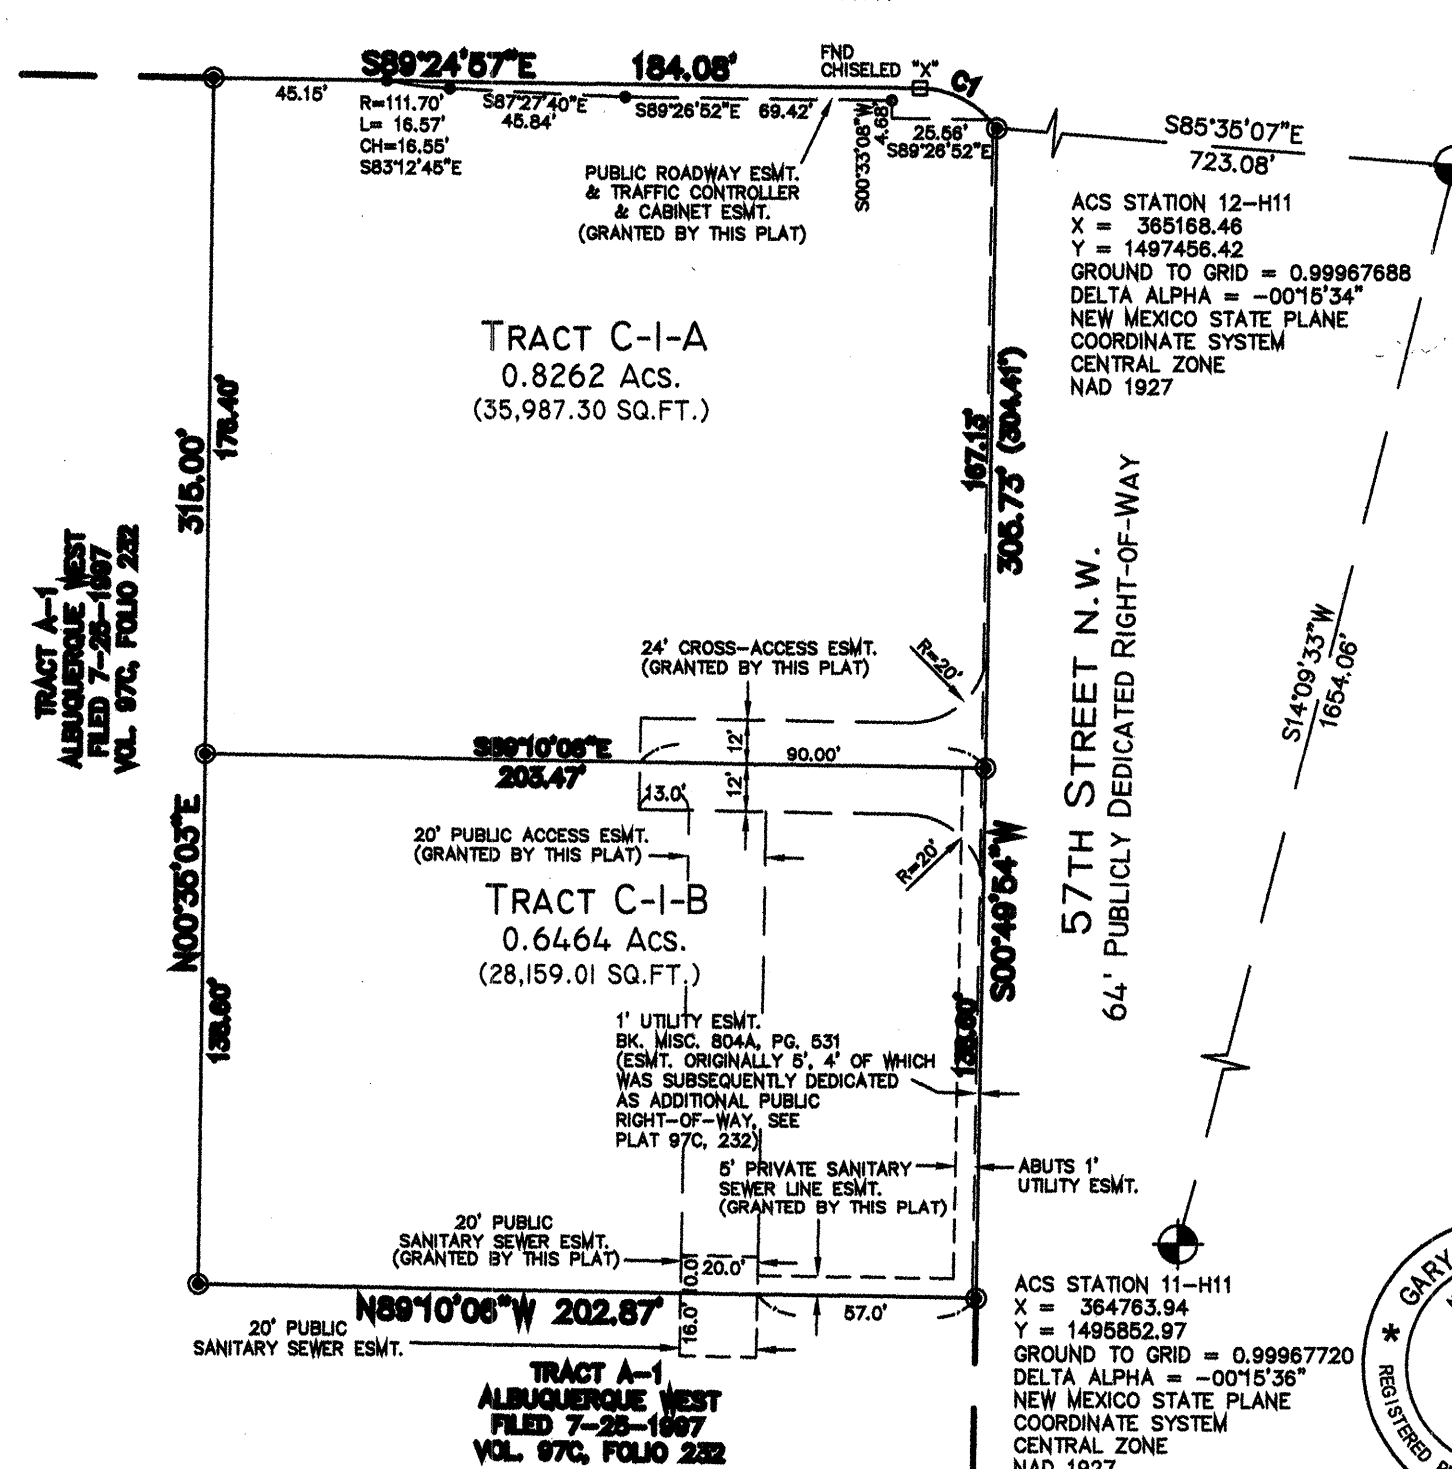 S89°24'57"E 184.08'
FND
CHISELED "X"
C1
45.15'
R=111.70'
L= 16.57'
CH=16.55'
S83°12'45"E
S87°27'40"E
45.84'
S89°26'52"E 69.42'
S00°33'08"W
4.68'
25.56'
S89°26'52"E
S85°35'07"E
723.08'
PUBLIC ROADWAY ESMT.
& TRAFFIC CONTROLLER
& CABINET ESMT.
(GRANTED BY THIS PLAT)
ACS STATION 12-H11
X = 365168.46
Y = 1497456.42
GROUND TO GRID = 0.99967688
DELTA ALPHA = -00°15'34"
NEW MEXICO STATE PLANE
COORDINATE SYSTEM
CENTRAL ZONE
NAD 1927
TRACT C-1-A
0.8262 ACS.
(35,987.30 SQ.FT.)
315.00'
176.40'
167.13'
305.73' (304.41')
TRACT A-1
ALBUQUERQUE WEST
FILED 7-25-1997
VOL. 97C, FOLIO 232
57TH STREET N.W.
64' PUBLICLY DEDICATED RIGHT-OF-WAY
S14°09'33"W
1654.06'
24' CROSS-ACCESS ESMT.
(GRANTED BY THIS PLAT)
R=20'
12'
90.00'
S89°10'06"E
203.47'
12'
13.0'
20' PUBLIC ACCESS ESMT.
(GRANTED BY THIS PLAT)
R=20'
N00°35'03"E
S00°49'54"W
TRACT C-1-B
0.6464 ACS.
(28,159.01 SQ.FT.)
138.60'
138.60'
1' UTILITY ESMT.
BK. MISC. 804A, PG. 531
(ESMT. ORIGINALLY 5', 4' OF WHICH
WAS SUBSEQUENTLY DEDICATED
AS ADDITIONAL PUBLIC
RIGHT-OF-WAY, SEE
PLAT 97C, 232)
5' PRIVATE SANITARY
SEWER LINE ESMT.
(GRANTED BY THIS PLAT)
ABUTS 1'
UTILITY ESMT.
20' PUBLIC
SANITARY SEWER ESMT.
(GRANTED BY THIS PLAT)
10.0'
20.0'
N89°10'06"W 202.87'
16.0'
57.0'
20' PUBLIC
SANITARY SEWER ESMT.
TRACT A-1
ALBUQUERQUE WEST
FILED 7-25-1997
VOL. 97C, FOLIO 232
ACS STATION 11-H11
X = 364763.94
Y = 1495852.97
GROUND TO GRID = 0.99967720
DELTA ALPHA = -00°15'36"
NEW MEXICO STATE PLANE
COORDINATE SYSTEM
CENTRAL ZONE
NAD 1927
* GARY
REGISTERED